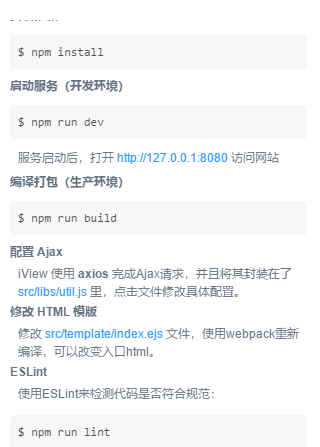 $ npm install
启动服务（开发环境）
$ npm run dev
服务启动后，打开 http://127.0.0.1:8080 访问网站
编译打包（生产环境）
$ npm run build
配置 Ajax
iView 使用 axios 完成Ajax请求，并且将其封装在了
src/libs/util.js 里，点击文件修改具体配置。
修改 HTML 模版
修改 src/template/index.ejs 文件，使用webpack重新
编译，可以改变入口html。
ESLint
使用ESLint来检测代码是否符合规范：
$ npm run lint